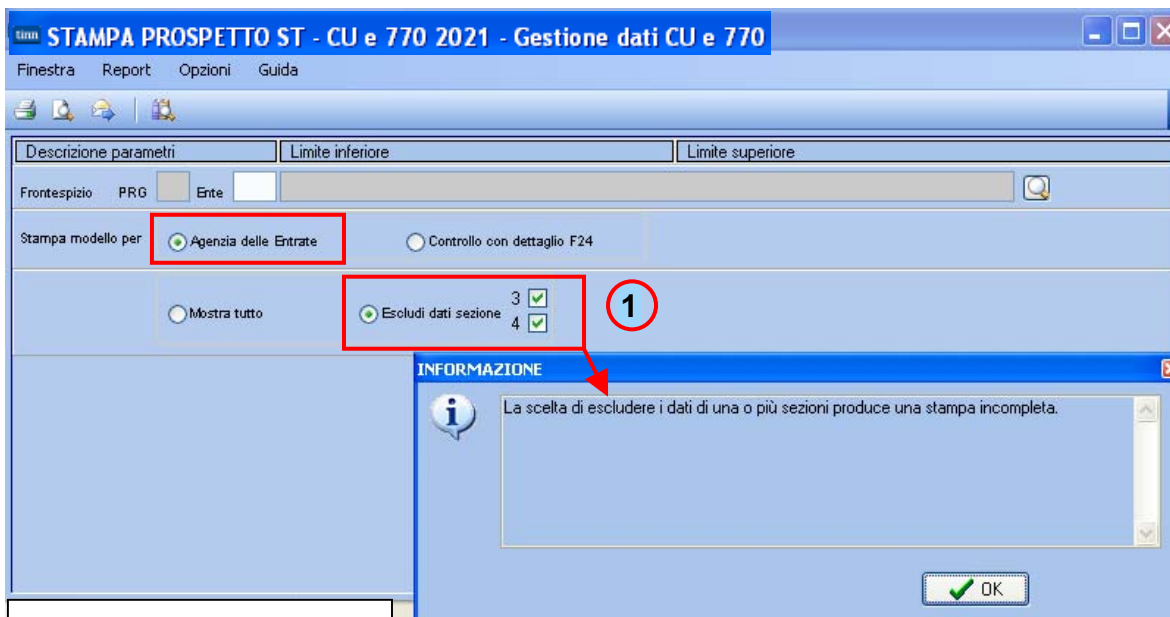 tinn STAMPA PROSPETTO ST - CU e 770 2021 - Gestione dati CU e 770
Finestra Report Opzioni Guida
Descrizione parametri Limite inferiore Limite superiore
Frontespizio PRG Ente
Stampa modello per Agenzia delle Entrate Controllo con dettaglio F24
Mostra tutto Escludi dati sezione 3
4
1
INFORMAZIONE
La scelta di escludere i dati di una o più sezioni produce una stampa incompleta.
OK